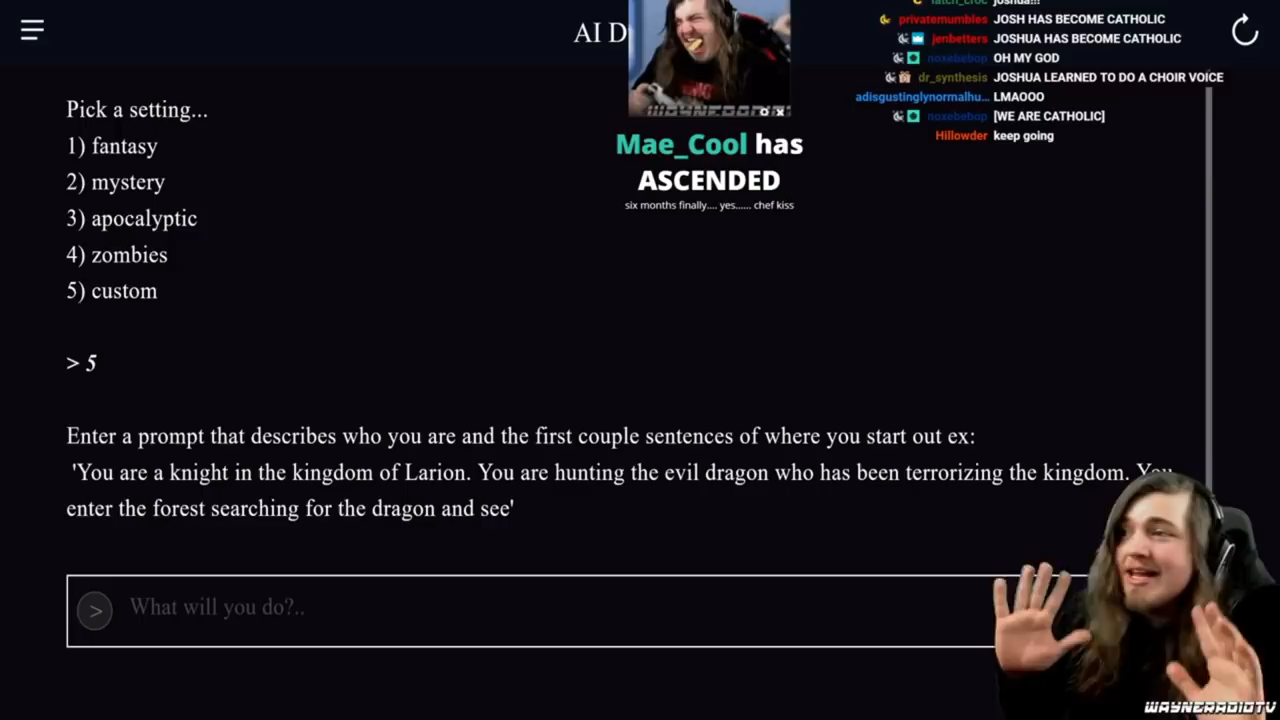 AI D
Pick a setting...
1) fantasy
2) mystery
3) apocalyptic
4) zombies
5) custom
> 5
Enter a prompt that describes who you are and the first couple sentences of where you start out ex:
'You are a knight in the kingdom of Larion. You are hunting the evil dragon who has been terrorizing the kingdom. You
enter the forest searching for the dragon and see'
> What will you do?..
WAYNERADIOTV
Mae_Cool has
ASCENDED
six months finally.... yes...... chef kiss
joshua!!!
privatemumbles JOSH HAS BECOME CATHOLIC
jenbetters JOSHUA HAS BECOME CATHOLIC
noxebebop OH MY GOD
dr_synthesis JOSHUA LEARNED TO DO A CHOIR VOICE
adisgustinglynormalhu... LMAOOO
noxebebop [WE ARE CATHOLIC]
Hillowder keep going
WAYNERADIOTV